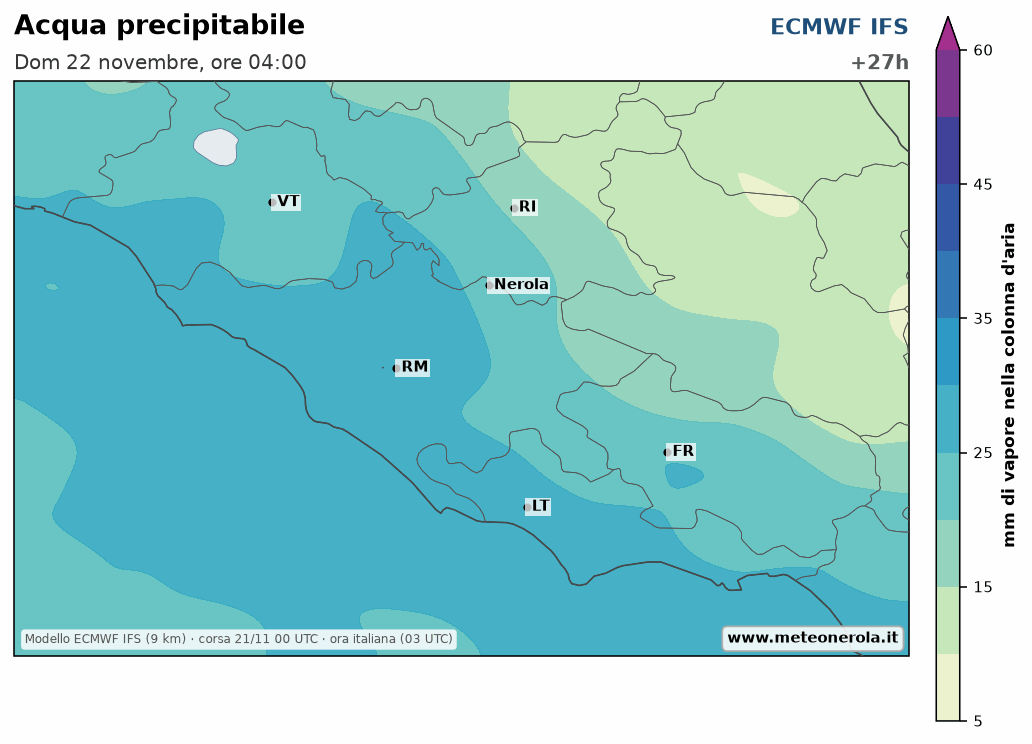 Acqua precipitabile
ECMWF IFS
Dom 22 novembre, ore 04:00
+27h
VT
RI
Nerola
RM
FR
LT
Modello ECMWF IFS (9 km) · corsa 21/11 00 UTC · ora italiana (03 UTC)
www.meteonerola.it
60
45
35
25
15
5
mm di vapore nella colonna d'aria